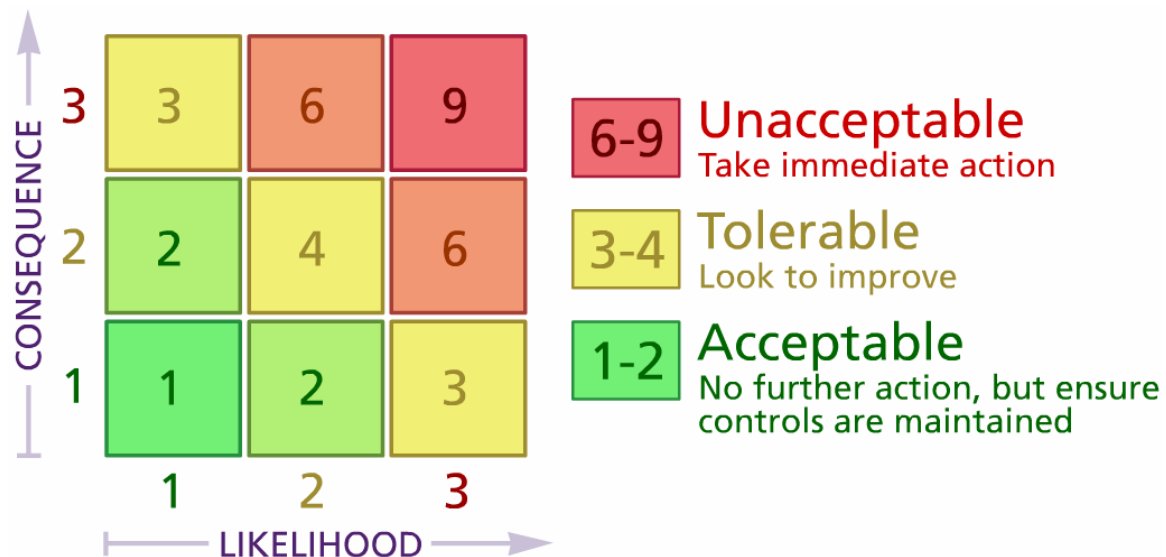 CONSEQUENCE
3
3 6 9
2
2 4 6
1
1 2 3
1 2 3
LIKELIHOOD
6-9
Unacceptable
Take immediate action
3-4
Tolerable
Look to improve
1-2
Acceptable
No further action, but ensure
controls are maintained